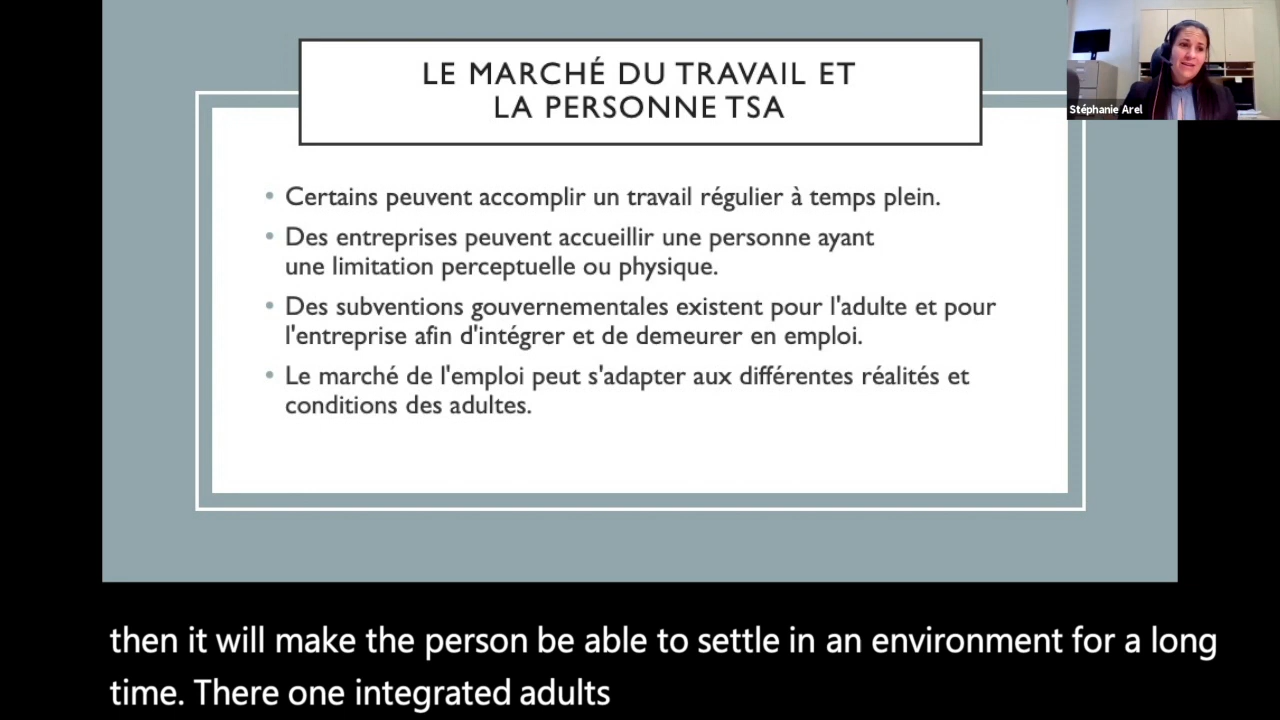 LE MARCHÉ DU TRAVAIL ET
LA PERSONNE TSA
Stéphanie Arel
• Certains peuvent accomplir un travail régulier à temps plein.
• Des entreprises peuvent accueillir une personne ayant
une limitation perceptuelle ou physique.
• Des subventions gouvernementales existent pour l'adulte et pour
l'entreprise afin d'intégrer et de demeurer en emploi.
• Le marché de l'emploi peut s'adapter aux différentes réalités et
conditions des adultes.
then it will make the person be able to settle in an environment for a long
time. There one integrated adults